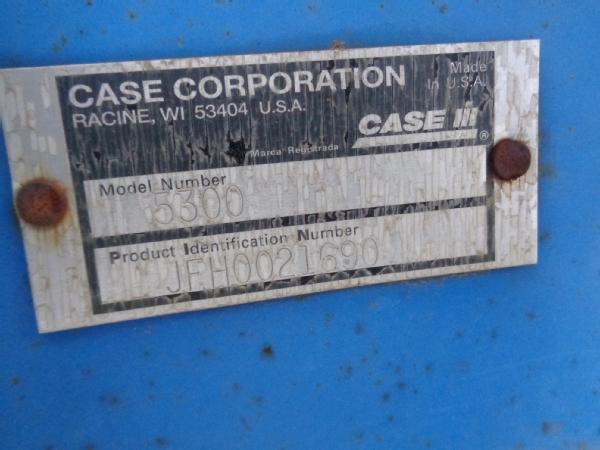 CASE CORPORATION
Made
In U.S.A.
RACINE, WI 53404 U.S.A.
CASE IH
®
Marca Registrada
Model Number
5300
Product Identification Number
JFH0021690